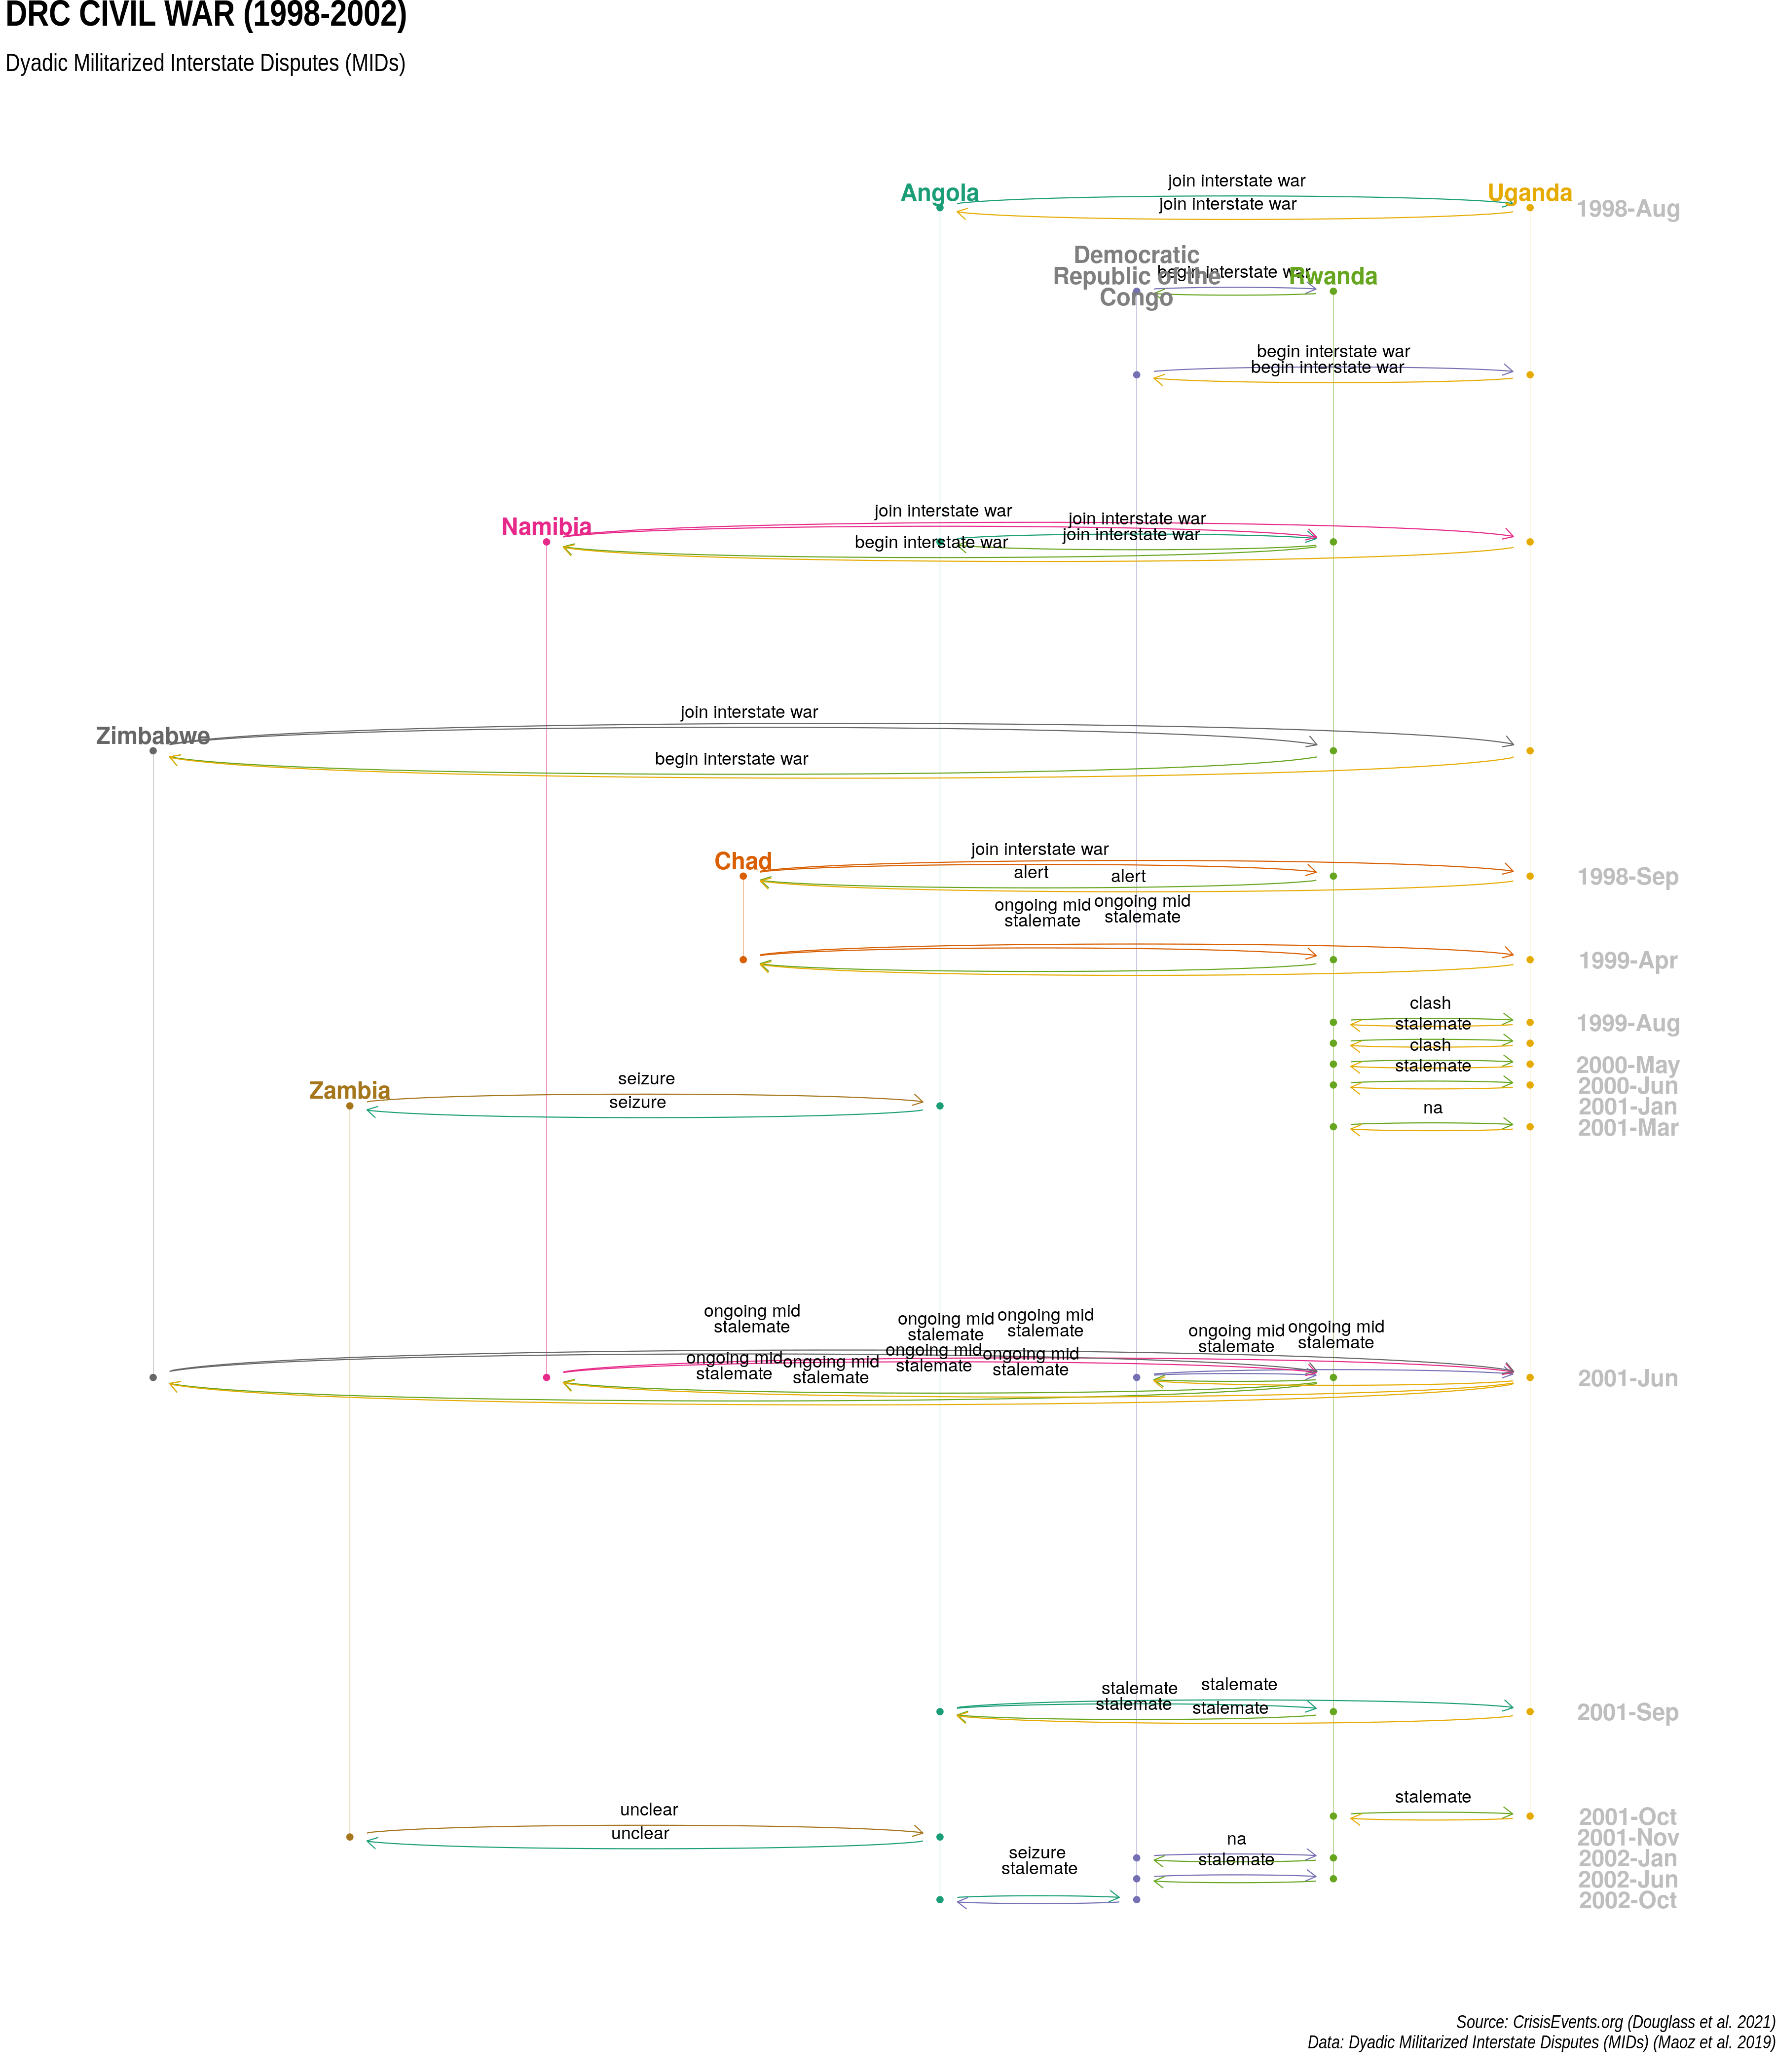 DRC CIVIL WAR (1998-2002)
Dyadic Militarized Interstate Disputes (MIDs)
join interstate war
Angola
Uganda
join interstate war
1998-Aug
Democratic
Republic of the
Congo
begin interstate war
Rwanda
begin interstate war
begin interstate war
join interstate war
Namibia
join interstate war
join interstate war
begin interstate war
join interstate war
Zimbabwe
begin interstate war
join interstate war
Chad
alert
alert
1998-Sep
ongoing mid
stalemate
ongoing mid
stalemate
1999-Apr
clash
1999-Aug
stalemate
clash
2000-May
stalemate
2000-Jun
seizure
Zambia
seizure
2001-Jan
na
2001-Mar
ongoing mid
stalemate
ongoing mid
stalemate
ongoing mid
stalemate
ongoing mid
stalemate
ongoing mid
stalemate
ongoing mid
stalemate
ongoing mid
stalemate
ongoing mid
stalemate
ongoing mid
stalemate
2001-Jun
stalemate
stalemate
stalemate
stalemate
2001-Sep
stalemate
2001-Oct
unclear
unclear
2001-Nov
na
2002-Jan
seizure
stalemate
stalemate
2002-Jun
2002-Oct
Source: CrisisEvents.org (Douglass et al. 2021)
Data: Dyadic Militarized Interstate Disputes (MIDs) (Maoz et al. 2019)